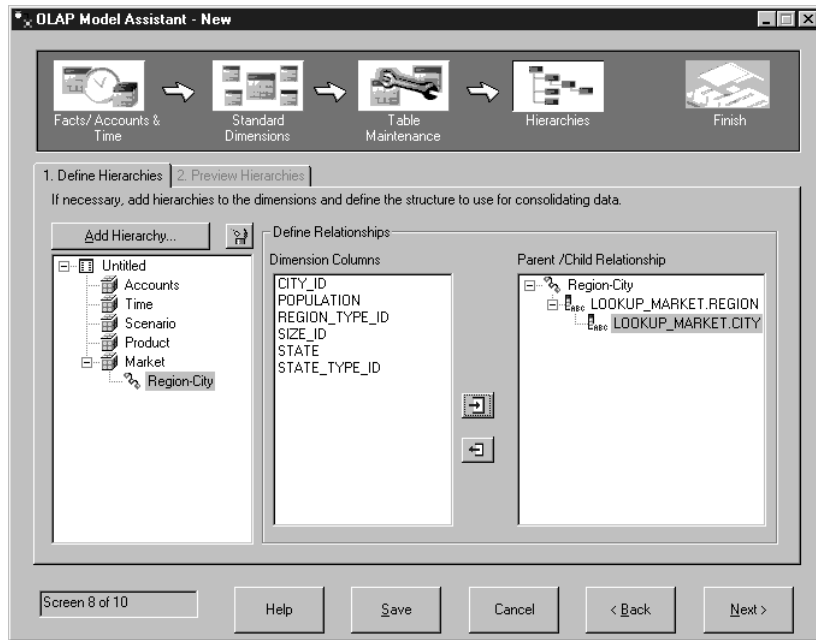 OLAP Model Assistant - New
Facts/ Accounts & Time
Standard Dimensions
Table Maintenance
Hierarchies
Finish
1. Define Hierarchies
2. Preview Hierarchies
If necessary, add hierarchies to the dimensions and define the structure to use for consolidating data.
Add Hierarchy...
Define Relationships
Untitled
Accounts
Time
Scenario
Product
Market
Region-City
Dimension Columns
CITY_ID
POPULATION
REGION_TYPE_ID
SIZE_ID
STATE
STATE_TYPE_ID
Parent /Child Relationship
Region-City
ABC LOOKUP_MARKET.REGION
ABC LOOKUP_MARKET.CITY
Screen 8 of 10
Help
Save
Cancel
< Back
Next >